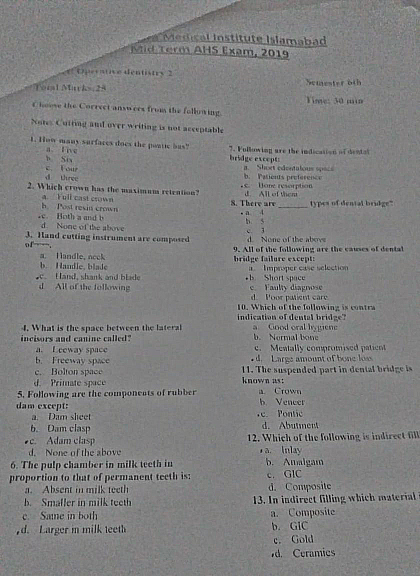 Medical Institute Islamabad
Mid Term AHS Exam, 2019
Operative dentistry 2
Semester 6th
Total Marks: 25
Time: 30 min
Choose the Correct answers from the following.
Note: Cutting and over writing is not acceptable
1. How many surfaces does the pontic has?
a. Five
b. Six
c. Four
d. three
2. Which crown has the maximum retention?
a. Full cast crown
b. Post resin crown
c. Both a and b
d. None of the above
3. Hand cutting instrument are composed
of-----.
a. Handle, neck
b. Handle, blade
c. Hand, shank and blade
d. All of the following
4. What is the space between the lateral
incisors and canine called?
a. Leeway space
b. Freeway space
c. Bolton space
d. Primate space
5. Following are the components of rubber
dam except:
a. Dam sheet
b. Dam clasp
c. Adam clasp
d. None of the above
6. The pulp chamber in milk teeth in
proportion to that of permanent teeth is:
a. Absent in milk teeth
b. Smaller in milk teeth
c. Same in both
d. Larger in milk teeth
7. Following are the indication of dental
bridge except:
a. Short edentulous space
b. Patients preference
c. Bone resorption
d. All of them
8. There are ______ types of dental bridge?
a. 4
b. 5
c. 3
d. None of the above
9. All of the following are the causes of dental
bridge failure except:
a. Improper case selection
b. Short space
c. Faulty diagnose
d. Poor patient care
10. Which of the following is contra
indication of dental bridge?
a. Good oral hygiene
b. Normal bone
c. Mentally compromised patient
d. Large amount of bone loss
11. The suspended part in dental bridge is
known as:
a. Crown
b. Veneer
c. Pontic
d. Abutment
12. Which of the following is indirect fill
a. Inlay
b. Amalgam
c. GIC
d. Composite
13. In indirect filling which material
a. Composite
b. GIC
c. Gold
d. Ceramics